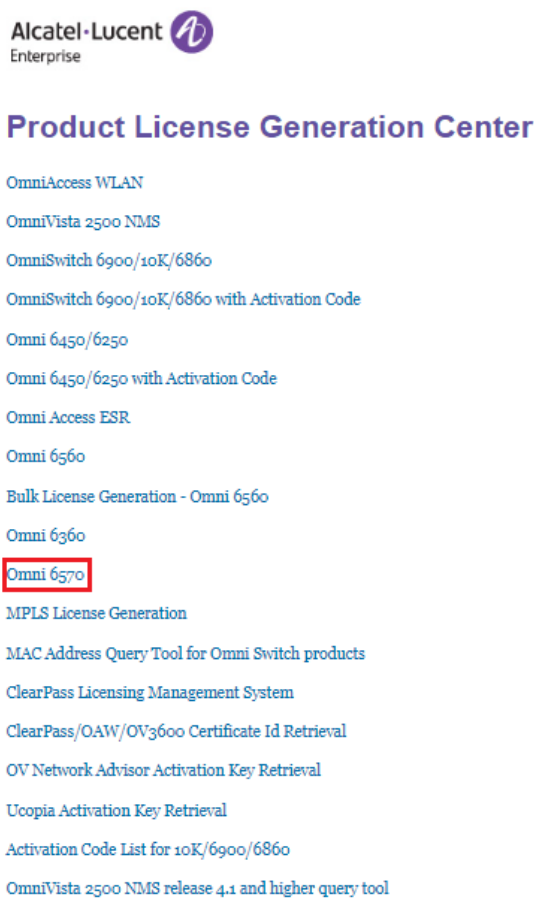 Alcatel·Lucent
Enterprise
Product License Generation Center
OmniAccess WLAN
OmniVista 2500 NMS
OmniSwitch 6900/10K/6860
OmniSwitch 6900/10K/6860 with Activation Code
Omni 6450/6250
Omni 6450/6250 with Activation Code
Omni Access ESR
Omni 6560
Bulk License Generation - Omni 6560
Omni 6360
Omni 6570
MPLS License Generation
MAC Address Query Tool for Omni Switch products
ClearPass Licensing Management System
ClearPass/OAW/OV3600 Certificate Id Retrieval
OV Network Advisor Activation Key Retrieval
Ucopia Activation Key Retrieval
Activation Code List for 10K/6900/6860
OmniVista 2500 NMS release 4.1 and higher query tool